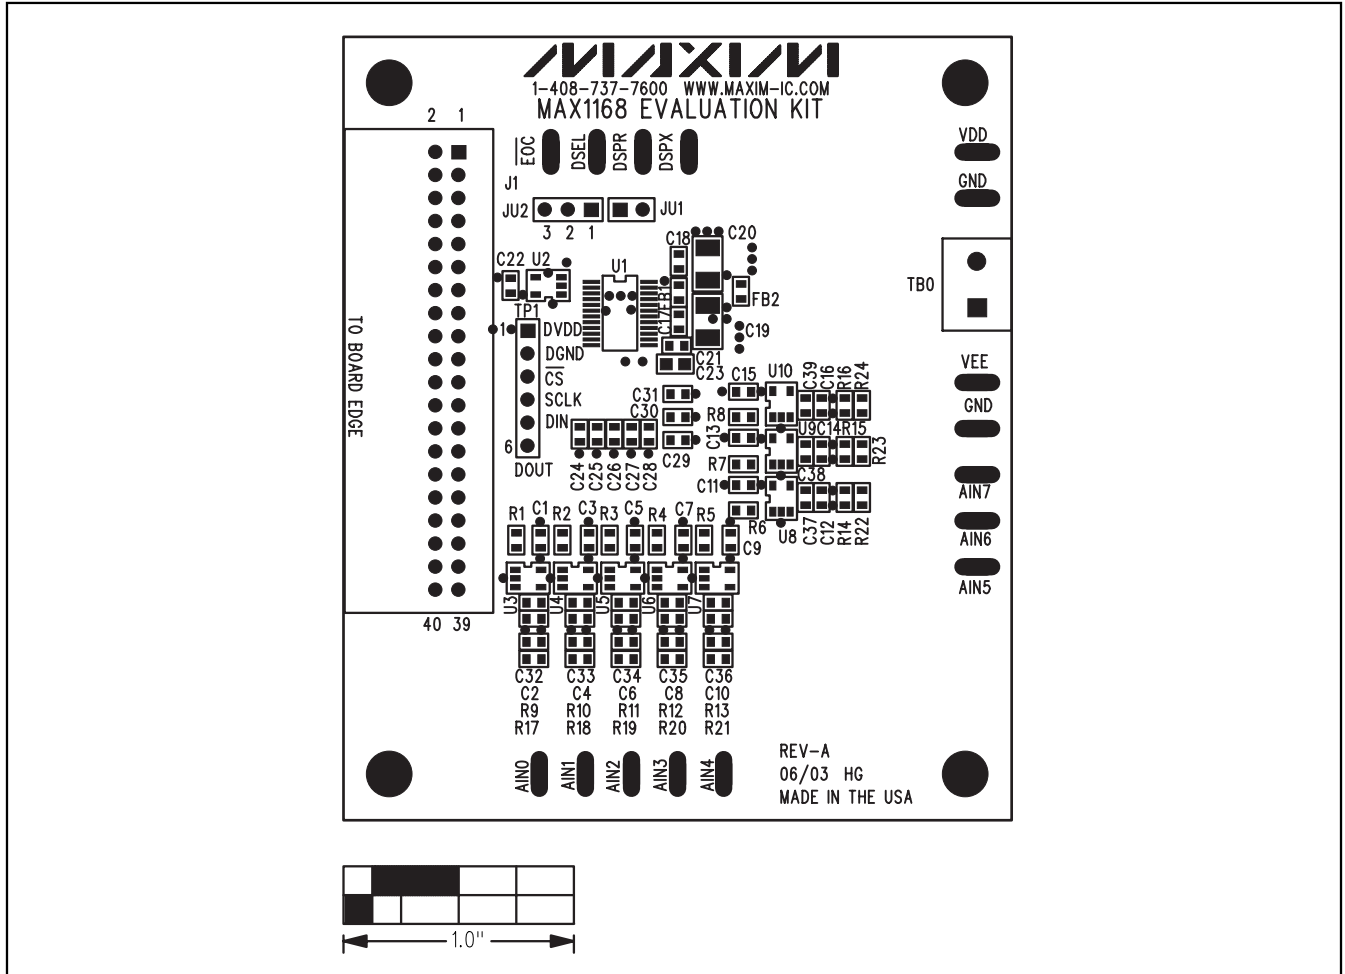 MAXIM
1-408-737-7600 WWW.MAXIM-IC.COM
MAX1168 EVALUATION KIT
2 1
EOC
DSEL
DSPR
DSPX
VDD
GND
J1
JU2
JU1
3 2 1
C18
C20
C22
U2
U1
TB0
FB1
FB2
C17
C19
TP1
1
DVDD
DGND
CS
SCLK
DIN
6
DOUT
TO BOARD EDGE
C21
C23
VEE
GND
C31
C30
C29
C15
U10
C39
C16
R16
R24
R8
C13
U9
C14
R15
R23
R7
C38
C11
C24
C25
C26
C27
C28
AIN7
AIN6
AIN5
R6
U8
C37
C12
R14
R22
R1 C1 R2 C3 R3 C5 R4 C7 R5
C9
U3
U4
U5
U6
U7
40 39
C32 C33 C34 C35 C36
C2 C4 C6 C8 C10
R9 R10 R11 R12 R13
R17 R18 R19 R20 R21
AIN0
AIN1
AIN2
AIN3
AIN4
REV-A
06/03 HG
MADE IN THE USA
1.0"